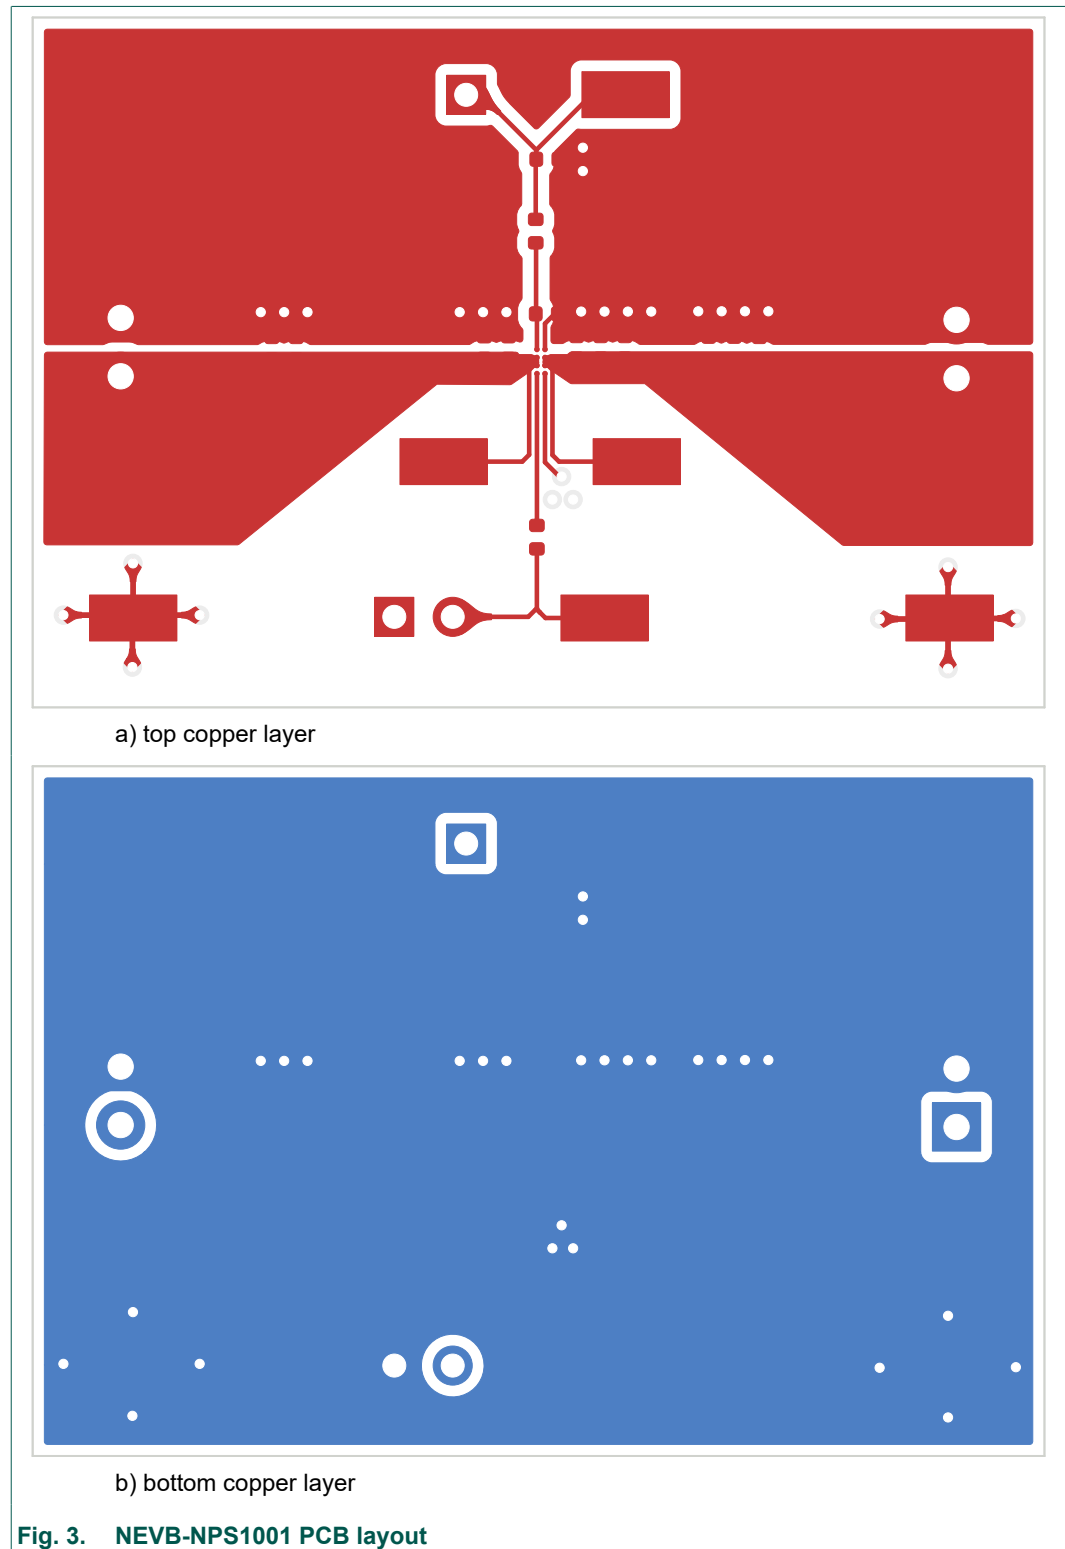 a) top copper layer
b) bottom copper layer
Fig. 3. NEVB-NPS1001 PCB layout